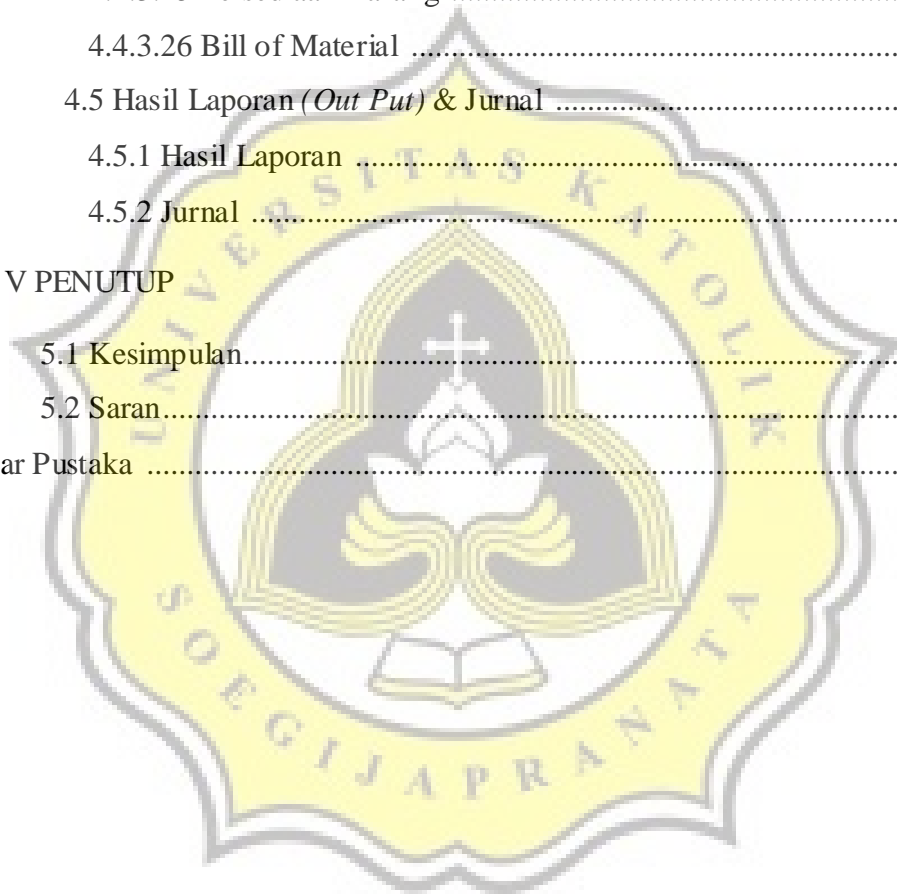 4.4.3.26 Bill of Material ........................................................
4.5 Hasil Laporan (Out Put) & Jurnal ........................................
4.5.1 Hasil Laporan ........................................................
4.5.2 Jurnal ........................................................
V PENUTUP
5.1 Kesimpulan........................................................
5.2 Saran........................................................
ar Pustaka ........................................................
UNIVERSITAS KATOLIK
SOEGIJAPRANATA